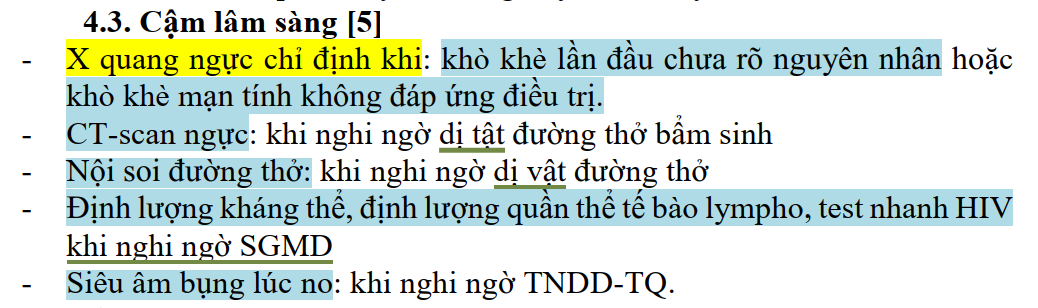 4.3. Cậm lâm sàng [5]
- X quang ngực chỉ định khi: khò khè lần đầu chưa rõ nguyên nhân hoặc
khò khè mạn tính không đáp ứng điều trị.
- CT-scan ngực: khi nghi ngờ dị tật đường thở bẩm sinh
- Nội soi đường thở: khi nghi ngờ dị vật đường thở
- Định lượng kháng thể, định lượng quần thể tế bào lympho, test nhanh HIV
khi nghi ngờ SGMD
- Siêu âm bụng lúc no: khi nghi ngờ TNDD-TQ.